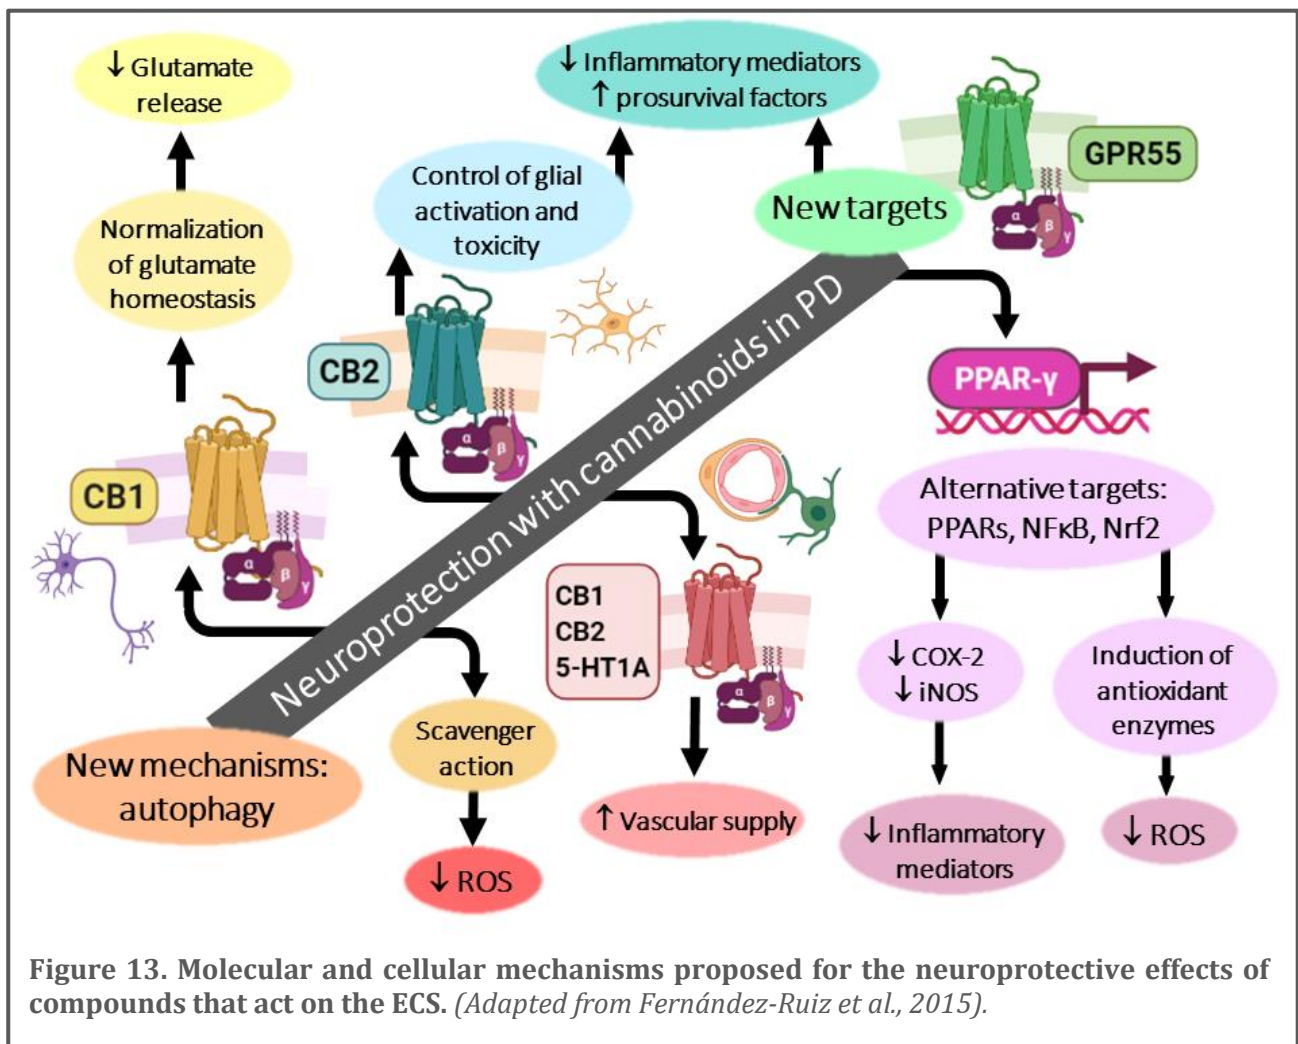 ↓ Glutamate
release
↓ Inflammatory mediators
↑ prosurvival factors
GPR55
Control of glial
activation and
toxicity
New targets
α
β
γ
Normalization
of glutamate
homeostasis
CB2
α
β
γ
Neuroprotection with cannabinoids in PD
PPAR-γ
CB1
α
β
γ
Alternative targets:
PPARs, NFκB, Nrf2
CB1
CB2
5-HT1A
α
β
γ
↓ COX-2
↓ iNOS
Induction of
antioxidant
enzymes
Scavenger
action
New mechanisms:
autophagy
↑ Vascular supply
↓ Inflammatory
mediators
↓ ROS
↓ ROS
Figure 13. Molecular and cellular mechanisms proposed for the neuroprotective effects of
compounds that act on the ECS. (Adapted from Fernández-Ruiz et al., 2015).